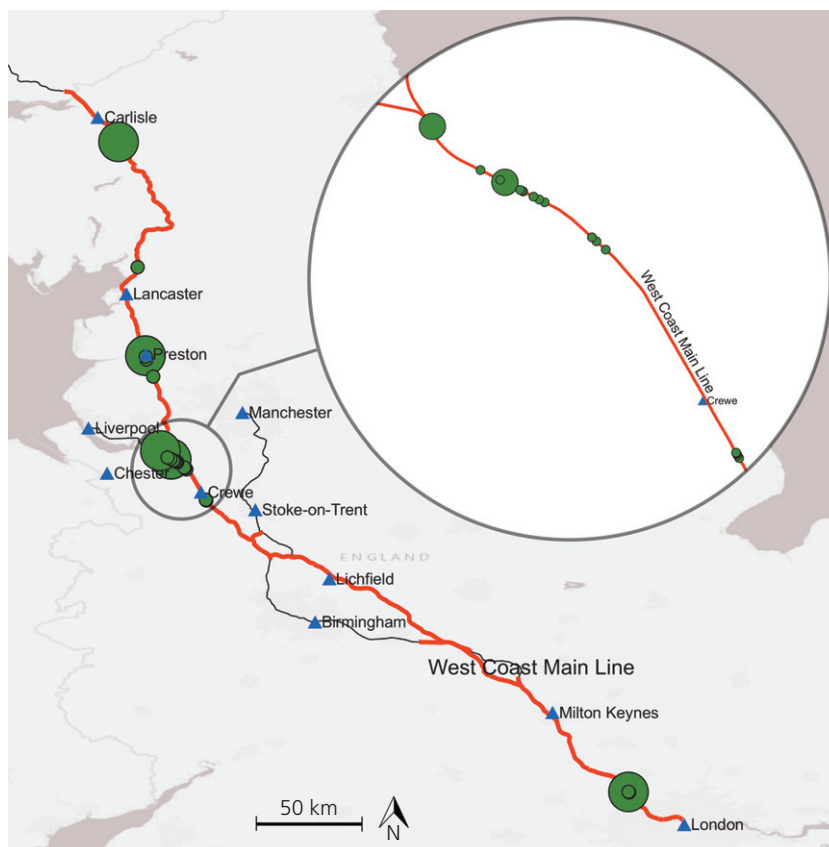 Carlisle
Lancaster
Preston
Liverpool
Manchester
Chester
Crewe
Stoke-on-Trent
ENGLAND
Lichfield
Birmingham
West Coast Main Line
Milton Keynes
London
50 km
N
West Coast Main Line
Crewe